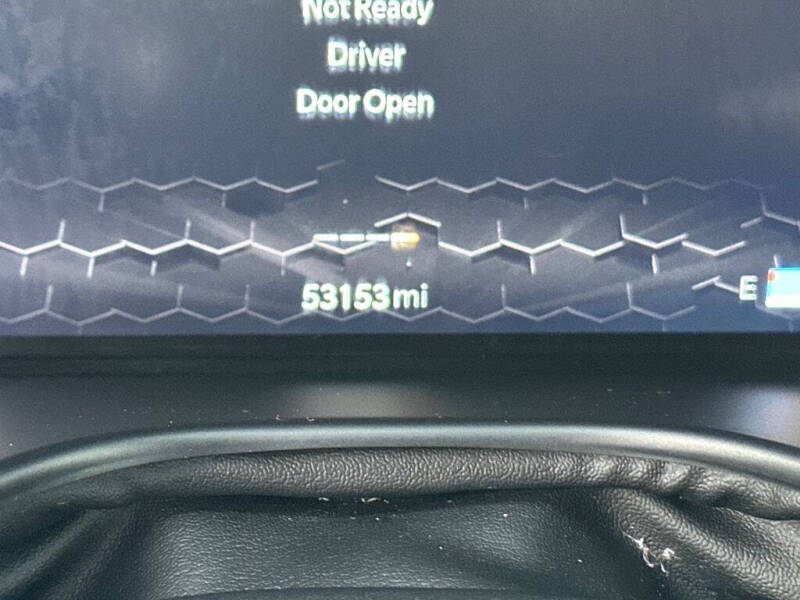 Not Ready
Driver
Door Open
53153 mi
E